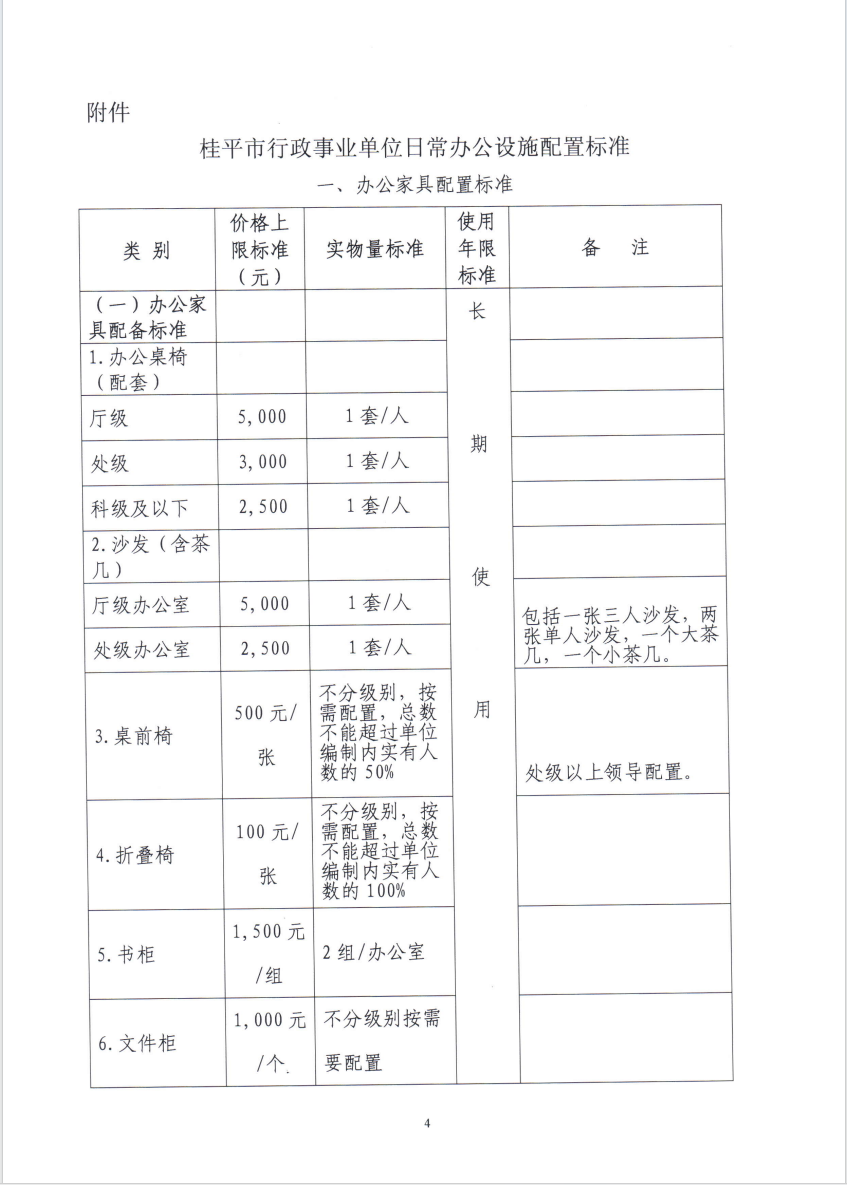 附件
桂平市行政事业单位日常办公设施配置标准
一、办公家具配置标准
类 别
价格上
限标准
（元）
实物量标准
使用
年限
标准
备 注
（一）办公家
具配备标准
长
期
使
用
1.办公桌椅
（配套）
厅级
5,000
1套/人
处级
3,000
1套/人
科级及以下
2,500
1套/人
2.沙发（含茶
几）
厅级办公室
5,000
1套/人
处级办公室
2,500
1套/人
包括一张三人沙发，两
张单人沙发，一个大茶
几，一个小茶几。
3.桌前椅
500元/
张
不分级别，按
需配置，总数
不能超过单位
编制内实有人
数的50%
处级以上领导配置。
4.折叠椅
100元/
张
不分级别，按
需配置，总数
不能超过单位
编制内实有人
数的100%
5.书柜
1,500元
/组
2组/办公室
6.文件柜
1,000元
/个
不分级别按需
要配置
4